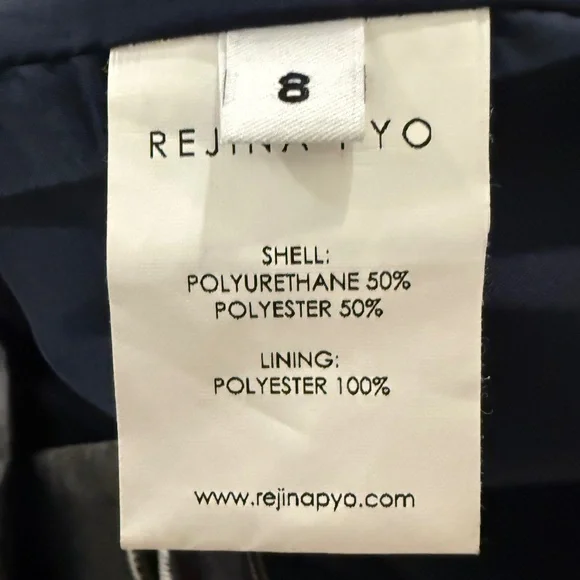 8
REJINA PYO
SHELL:
POLYURETHANE 50%
POLYESTER 50%
LINING:
POLYESTER 100%
www.rejinapyo.com